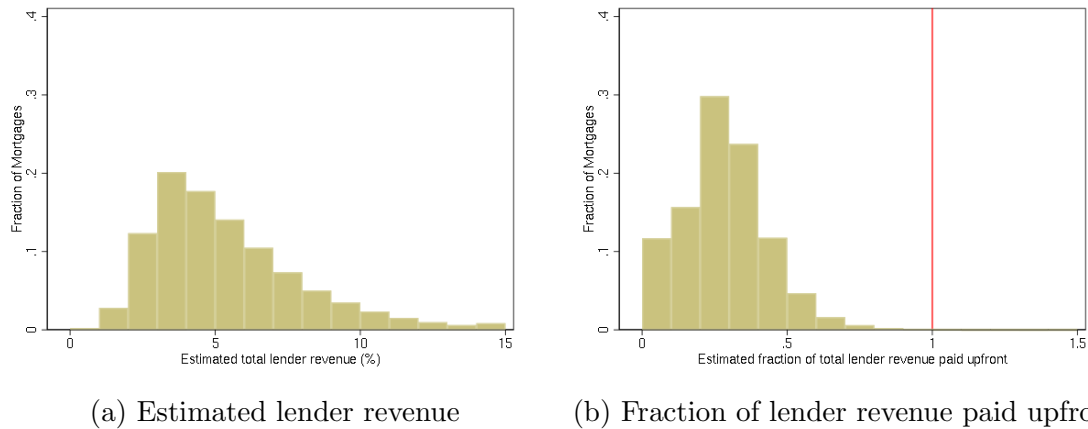 .4
.3
.2
.1
0
Fraction of Mortgages
0 5 10 15
Estimated total lender revenue (%)
(a) Estimated lender revenue
.4
.3
.2
.1
0
Fraction of Mortgages
0 .5 1 1.5
Estimated fraction of total lender revenue paid upfront
(b) Fraction of lender revenue paid upfro